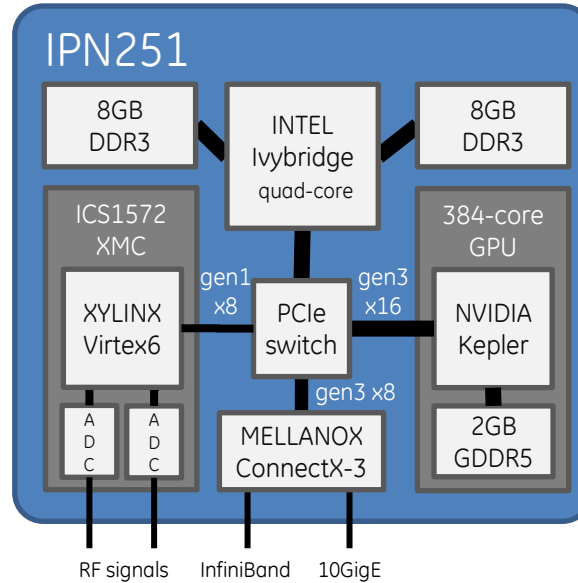 IPN251
8GB
DDR3
INTEL
Ivybridge
quad-core
8GB
DDR3
ICS1572
XMC
384-core
GPU
gen1
x8
gen3
x16
XYLINX
Virtex6
PCIe
switch
NVIDIA
Kepler
gen3 x8
A
D
C
A
D
C
MELLANOX
ConnectX-3
2GB
GDDR5
RF signals
InfiniBand
10GigE